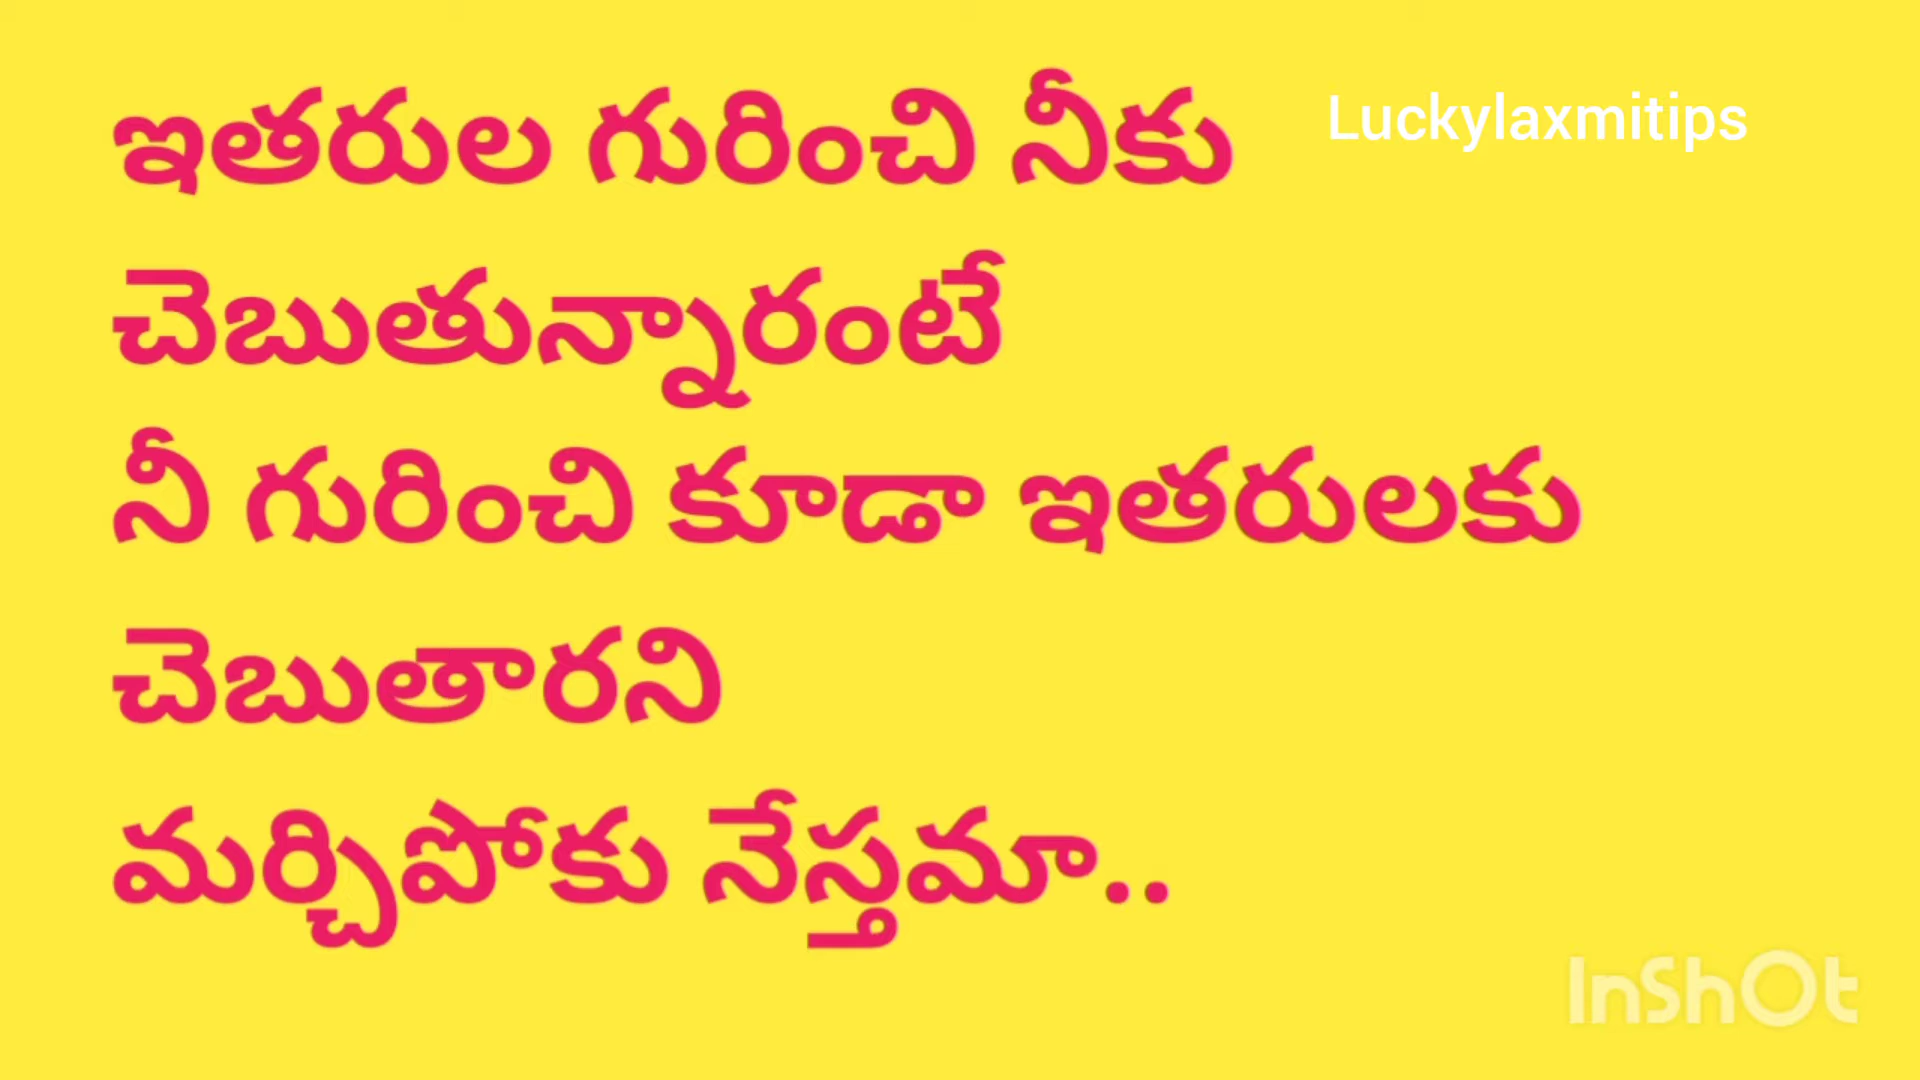 ఇతరుల గురించి నీకు
Luckylaxmitips
చెబుతున్నారంటే
నీ గురించి కూడా ఇతరులకు
చెబుతారని
మర్చిపోకు నేస్తమా..
InShOt